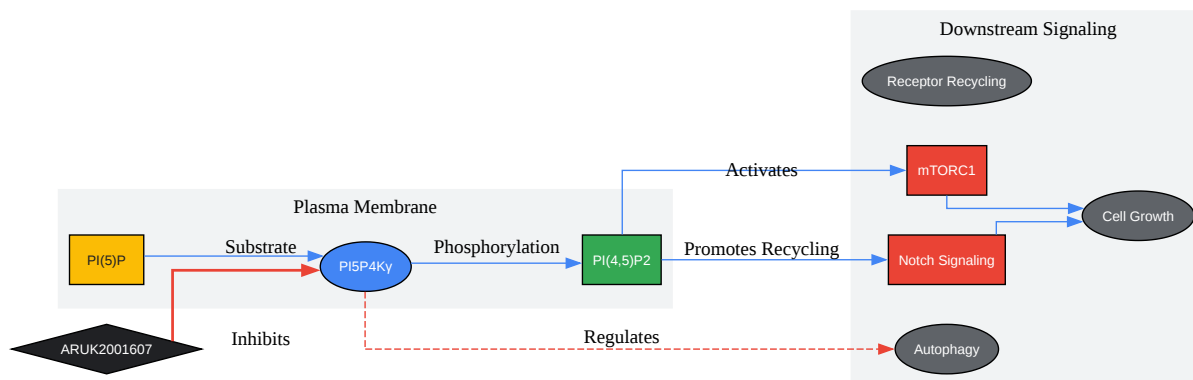 Downstream Signaling
Receptor Recycling
Activates
mTORC1
Plasma Membrane
Cell Growth
Substrate
Phosphorylation
Promotes Recycling
PI(5)P
PI5P4Kγ
PI(4,5)P2
Notch Signaling
Inhibits
Regulates
ARUK2001607
Autophagy